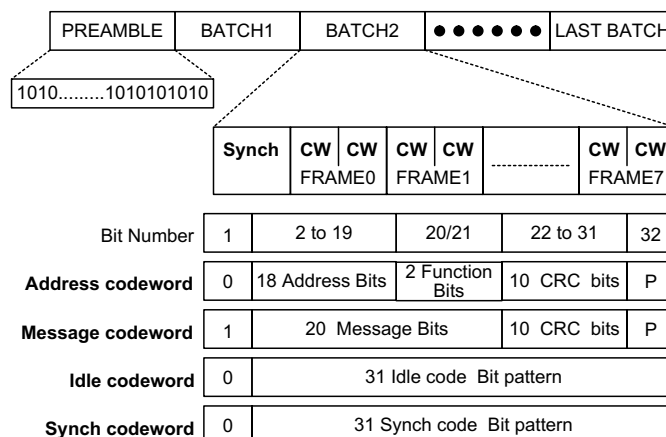 PREAMBLE BATCH1 BATCH2 ●●●●●● LAST BATCH
1010.........1010101010
Synch CW CW CW CW .................. CW CW
FRAME0 FRAME1 FRAME7
Bit Number 1 2 to 19 20/21 22 to 31 32
Address codeword 0 18 Address Bits 2 Function Bits 10 CRC bits P
Message codeword 1 20 Message Bits 10 CRC bits P
Idle codeword 0 31 Idle code Bit pattern
Synch codeword 0 31 Synch code Bit pattern